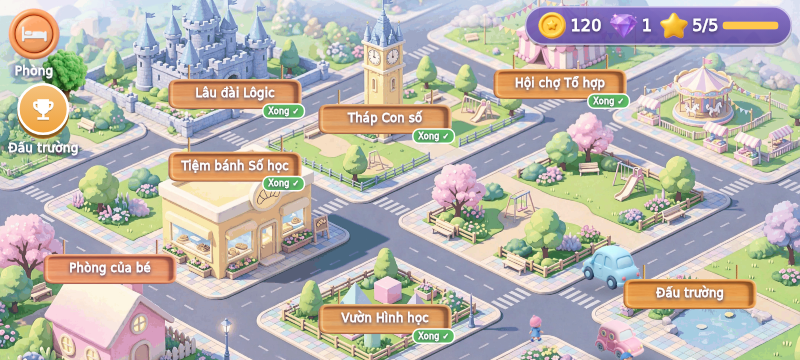 120 1 5/5
Phòng
Đấu trường
Lâu đài Lôgic
Xong ✓
Tháp Con số
Xong ✓
Hội chợ Tổ hợp
Xong ✓
Tiệm bánh Số học
Xong ✓
Phòng của bé
Vườn Hình học
Xong ✓
Đấu trường